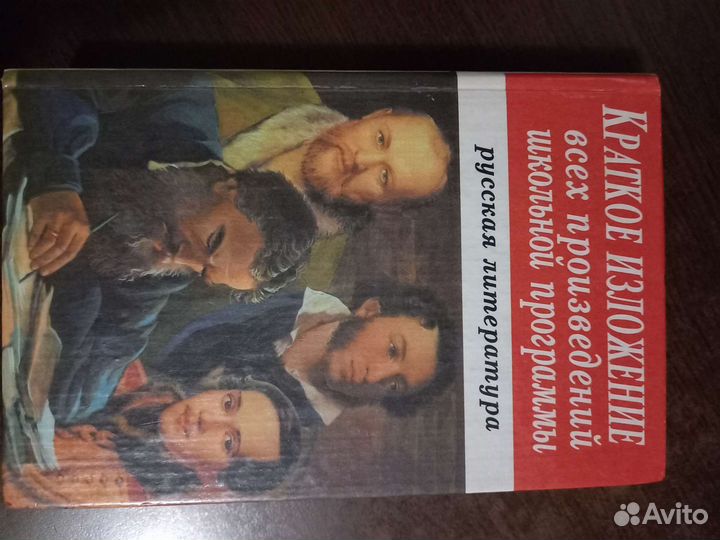 КРАТКОЕ ИЗЛОЖЕНИЕ
всех произведений
школьной программы
русская литература
Avito